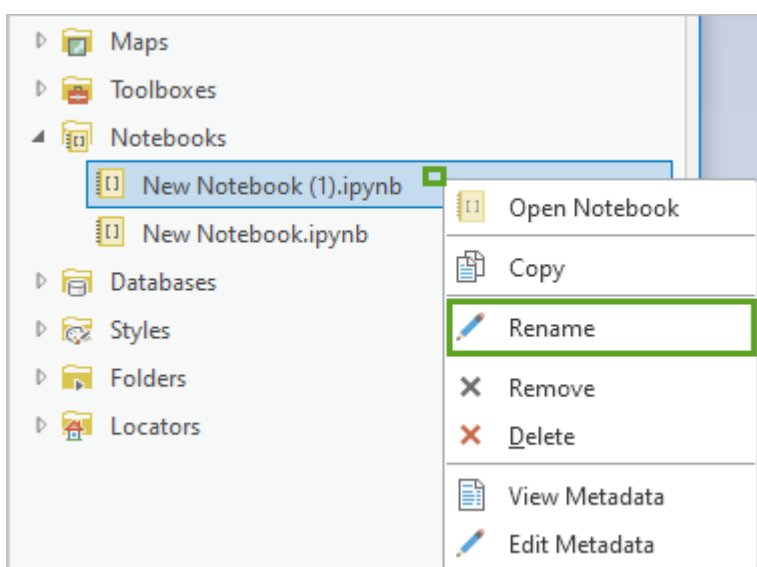 Maps
Toolboxes
Notebooks
New Notebook (1).ipynb
New Notebook.ipynb
Databases
Styles
Folders
Locators
Open Notebook
Copy
Rename
Remove
Delete
View Metadata
Edit Metadata